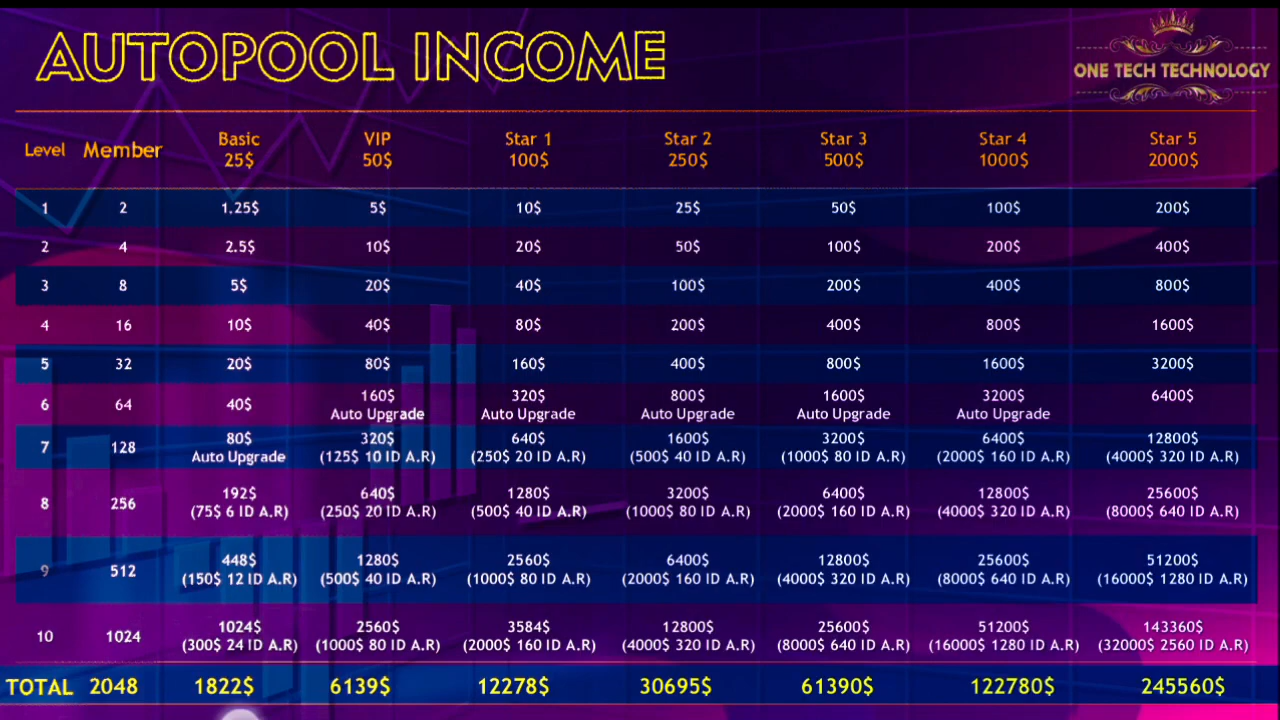 AUTOPOOL INCOME
ONE TECH TECHNOLOGY
Level Member Basic 25$ VIP 50$ Star 1 100$ Star 2 250$ Star 3 500$ Star 4 1000$ Star 5 2000$
1 2 1.25$ 5$ 10$ 25$ 50$ 100$ 200$
2 4 2.5$ 10$ 20$ 50$ 100$ 200$ 400$
3 8 5$ 20$ 40$ 100$ 200$ 400$ 800$
4 16 10$ 40$ 80$ 200$ 400$ 800$ 1600$
5 32 20$ 80$ 160$ 400$ 800$ 1600$ 3200$
6 64 40$ 160$ 320$ 800$ 1600$ 3200$ 6400$
Auto Upgrade Auto Upgrade Auto Upgrade Auto Upgrade Auto Upgrade
7 128 80$ 320$ 640$ 1600$ 3200$ 6400$ 12800$
Auto Upgrade (125$ 10 ID A.R) (250$ 20 ID A.R) (500$ 40 ID A.R) (1000$ 80 ID A.R) (2000$ 160 ID A.R) (4000$ 320 ID A.R)
8 256 192$ 640$ 1280$ 3200$ 6400$ 12800$ 25600$
(75$ 6 ID A.R) (250$ 20 ID A.R) (500$ 40 ID A.R) (1000$ 80 ID A.R) (2000$ 160 ID A.R) (4000$ 320 ID A.R) (8000$ 640 ID A.R)
9 512 448$ 1280$ 2560$ 6400$ 12800$ 25600$ 51200$
(150$ 12 ID A.R) (500$ 40 ID A.R) (1000$ 80 ID A.R) (2000$ 160 ID A.R) (4000$ 320 ID A.R) (8000$ 640 ID A.R) (16000$ 1280 ID A.R)
10 1024 1024$ 2560$ 3584$ 12800$ 25600$ 51200$ 143360$
(300$ 24 ID A.R) (1000$ 80 ID A.R) (2000$ 160 ID A.R) (4000$ 320 ID A.R) (8000$ 640 ID A.R) (16000$ 1280 ID A.R) (32000$ 2560 ID A.R)
TOTAL 2048 1822$ 6139$ 12278$ 30695$ 61390$ 122780$ 245560$